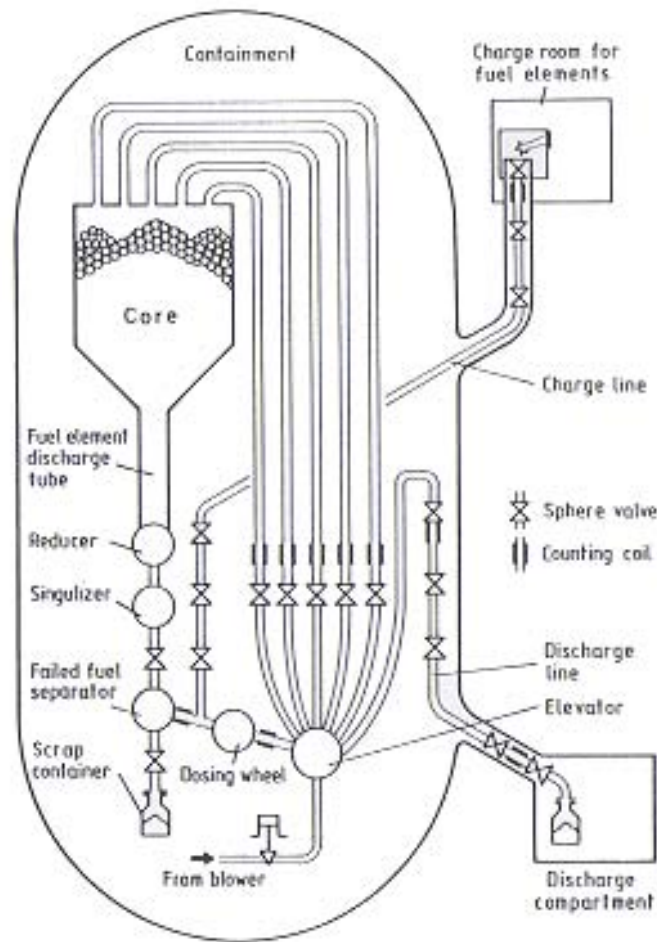 Containment
Charge room for
fuel elements
Core
Charge line
Fuel element
discharge
tube
Reducer
Singulizer
Sphere valve
Counting coil
Failed fuel
separator
Discharge
line
Elevator
Scrap
container
Dosing wheel
From blower
Discharge
compartment